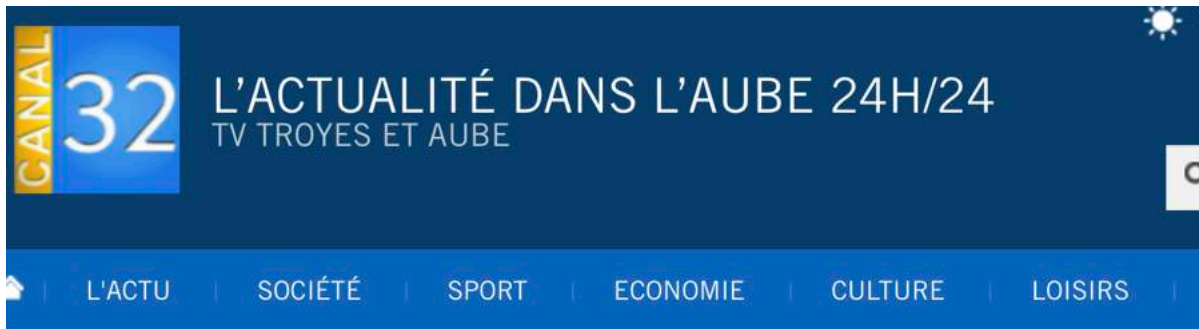 CANAL
32
L'ACTUALITÉ DANS L'AUBE 24H/24
TV TROYES ET AUBE
L'ACTU
SOCIÉTÉ
SPORT
ECONOMIE
CULTURE
LOISIRS